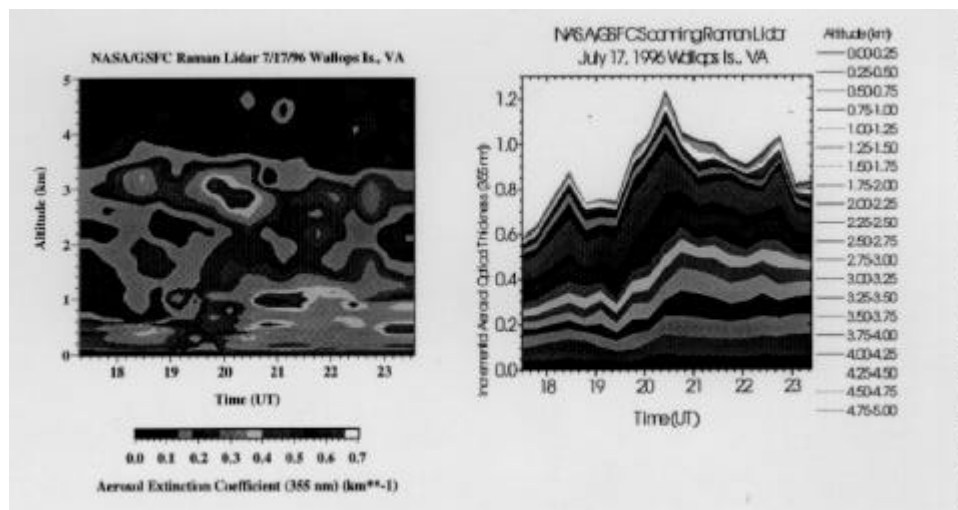 NASA/GSFC Raman Lidar 7/17/96 Wallops Is., VA
5
4
3
2
1
0
Altitude (km)
18 19 20 21 22 23
Time (UT)
0.0 0.1 0.2 0.3 0.4 0.5 0.6 0.7
Aerosol Extinction Coefficient (355 nm) (km**-1)
NASA/GSFC Scanning Raman Lidar
July 17, 1996 Wallops Is., VA
1.2
1.0
0.8
0.6
0.4
0.2
0.0
Incremental Aerosol Optical Thickness (355 nm)
18 19 20 21 22 23
Time (UT)
Altitude (km)
0.00-0.25
0.25-0.50
0.50-0.75
0.75-1.00
1.00-1.25
1.25-1.50
1.50-1.75
1.75-2.00
2.00-2.25
2.25-2.50
2.50-2.75
2.75-3.00
3.00-3.25
3.25-3.50
3.50-3.75
3.75-4.00
4.00-4.25
4.25-4.50
4.50-4.75
4.75-5.00